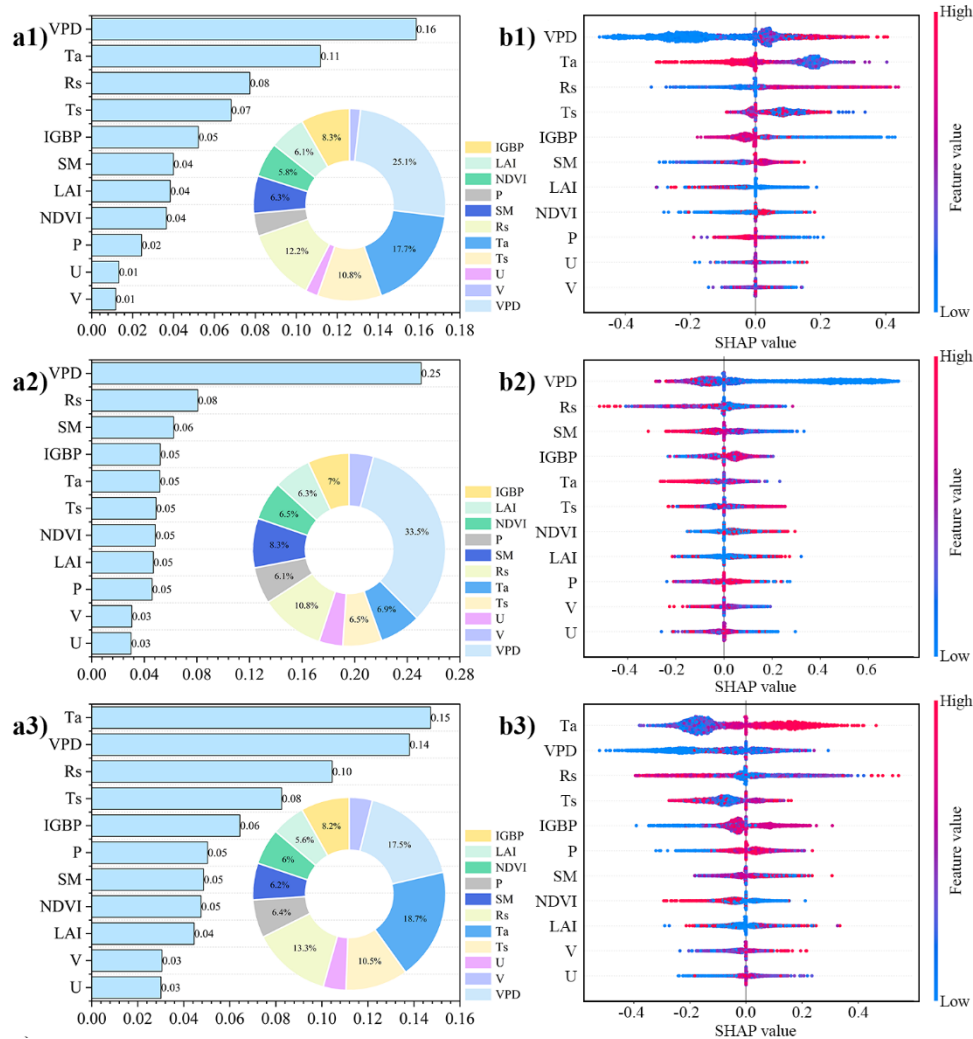 a1)
VPD 0.16
Ta 0.11
Rs 0.08
Ts 0.07
IGBP 0.05
SM 0.04
LAI 0.04
NDVI 0.04
P 0.02
U 0.01
V 0.01
0.00 0.02 0.04 0.06 0.08 0.10 0.12 0.14 0.16 0.18
8.3%
6.1%
5.8%
6.3%
12.2%
10.8%
17.7%
25.1%
IGBP
LAI
NDVI
P
SM
Rs
Ta
Ts
U
V
VPD
b1)
VPD
Ta
Rs
Ts
IGBP
SM
LAI
NDVI
P
U
V
-0.4 -0.2 0.0 0.2 0.4
SHAP value
High
Feature value
Low
a2)
VPD 0.25
Rs 0.08
SM 0.06
IGBP 0.05
Ta 0.05
Ts 0.05
NDVI 0.05
LAI 0.05
P 0.05
V 0.03
U 0.03
0.00 0.04 0.08 0.12 0.16 0.20 0.24 0.28
7%
6.3%
6.5%
8.3%
6.1%
10.8%
6.5%
6.9%
33.5%
IGBP
LAI
NDVI
P
SM
Rs
Ta
Ts
U
V
VPD
b2)
VPD
Rs
SM
IGBP
Ta
Ts
NDVI
LAI
P
V
U
-0.4 -0.2 0.0 0.2 0.4 0.6
SHAP value
High
Feature value
Low
a3)
Ta 0.15
VPD 0.14
Rs 0.10
Ts 0.08
IGBP 0.06
P 0.05
SM 0.05
NDVI 0.05
LAI 0.04
V 0.03
U 0.03
0.00 0.02 0.04 0.06 0.08 0.10 0.12 0.14 0.16
8.2%
5.6%
6%
6.2%
6.4%
13.3%
10.5%
18.7%
17.5%
IGBP
LAI
NDVI
P
SM
Rs
Ta
Ts
U
V
VPD
b3)
Ta
VPD
Rs
Ts
IGBP
P
SM
NDVI
LAI
V
U
-0.4 -0.2 0.0 0.2 0.4
SHAP value
High
Feature value
Low